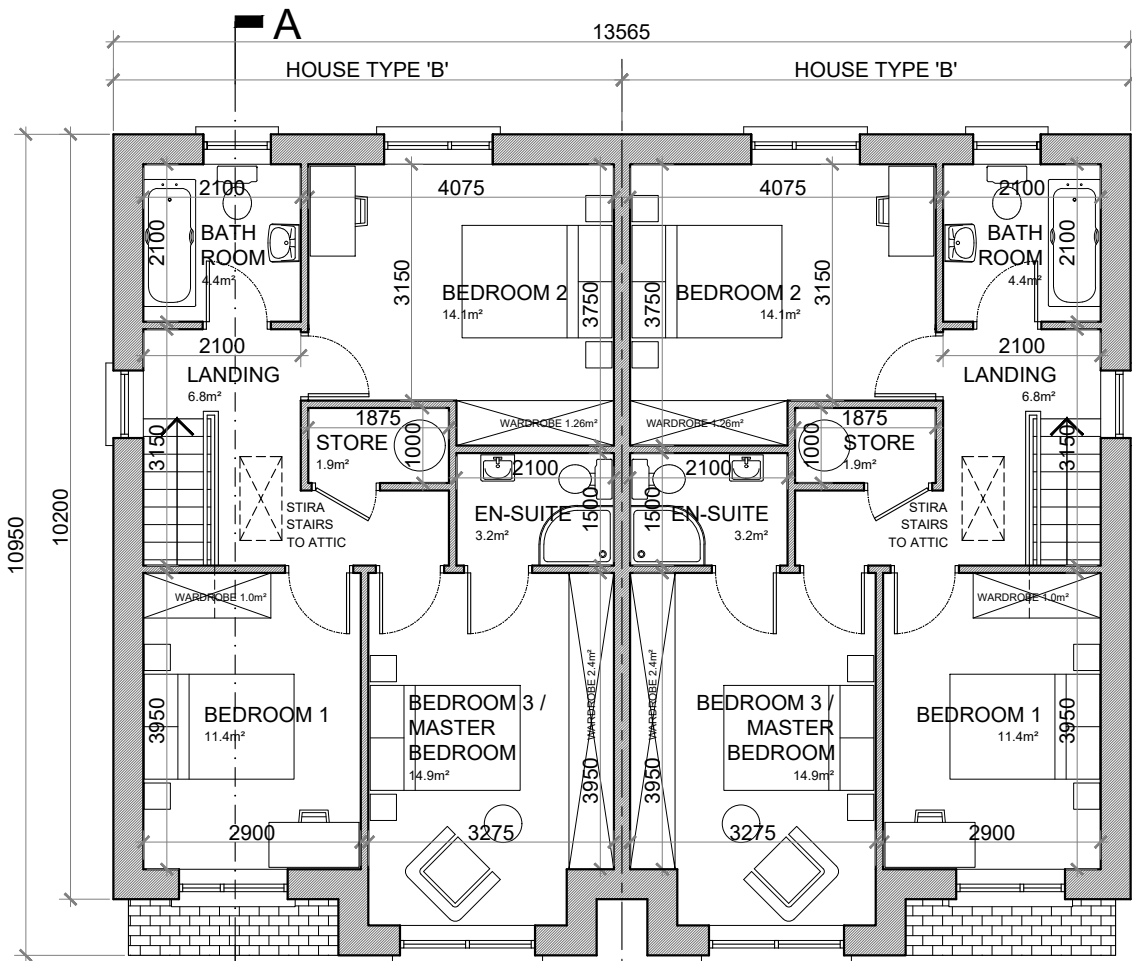 A
13565
HOUSE TYPE 'B'
HOUSE TYPE 'B'
10950
10200
2100
4075
4075
2100
2100
BATH
ROOM
4.4m²
3150
BEDROOM 2
14.1m²
3750
3750
BEDROOM 2
14.1m²
3150
BATH
ROOM
4.4m²
2100
2100
LANDING
6.8m²
2100
LANDING
6.8m²
1875
STORE
1.9m²
1000
WARDROBE 1.26m²
WARDROBE 1.26m²
1875
STORE
1.9m²
1000
3150
STIRA
STAIRS
TO ATTIC
2100
EN-SUITE
3.2m²
1500
2100
1500
EN-SUITE
3.2m²
STIRA
STAIRS
TO ATTIC
3150
WARDROBE 1.0m²
WARDROBE 1.0m²
WARDROBE 2.4m²
WARDROBE 2.4m²
3950
BEDROOM 1
11.4m²
BEDROOM 3 /
MASTER
BEDROOM
14.9m²
3950
3950
BEDROOM 3 /
MASTER
BEDROOM
14.9m²
BEDROOM 1
11.4m²
3950
2900
3275
3275
2900